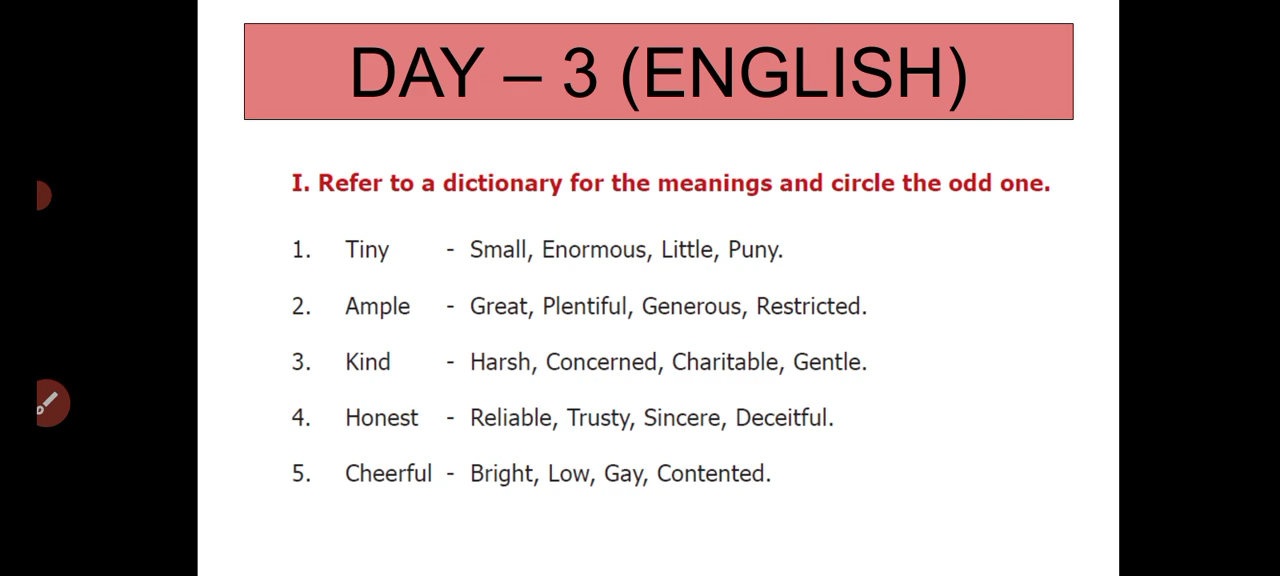 DAY – 3 (ENGLISH)
I. Refer to a dictionary for the meanings and circle the odd one.
1. Tiny - Small, Enormous, Little, Puny.
2. Ample - Great, Plentiful, Generous, Restricted.
3. Kind - Harsh, Concerned, Charitable, Gentle.
4. Honest - Reliable, Trusty, Sincere, Deceitful.
5. Cheerful - Bright, Low, Gay, Contented.